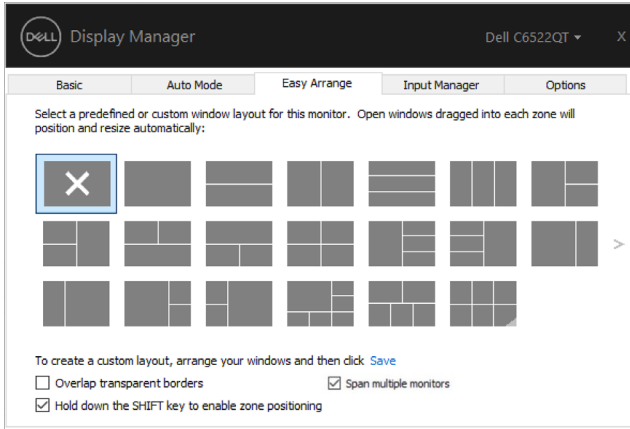 DELL Display Manager Dell C6522QT X
Basic Auto Mode Easy Arrange Input Manager Options
Select a predefined or custom window layout for this monitor. Open windows dragged into each zone will
position and resize automatically:
To create a custom layout, arrange your windows and then click Save
Overlap transparent borders Span multiple monitors
Hold down the SHIFT key to enable zone positioning